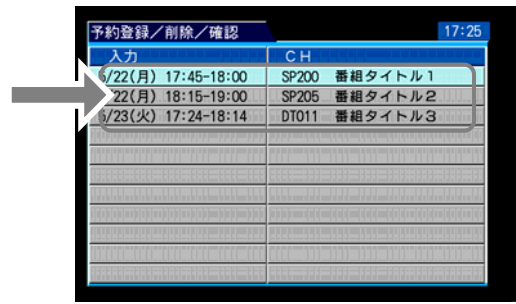 予約登録／削除／確認 17:25
入力 CH
6/22(月) 17:45-18:00 SP200 番組タイトル1
22(月) 18:15-19:00 SP205 番組タイトル2
6/23(火) 17:24-18:14 DT011 番組タイトル3